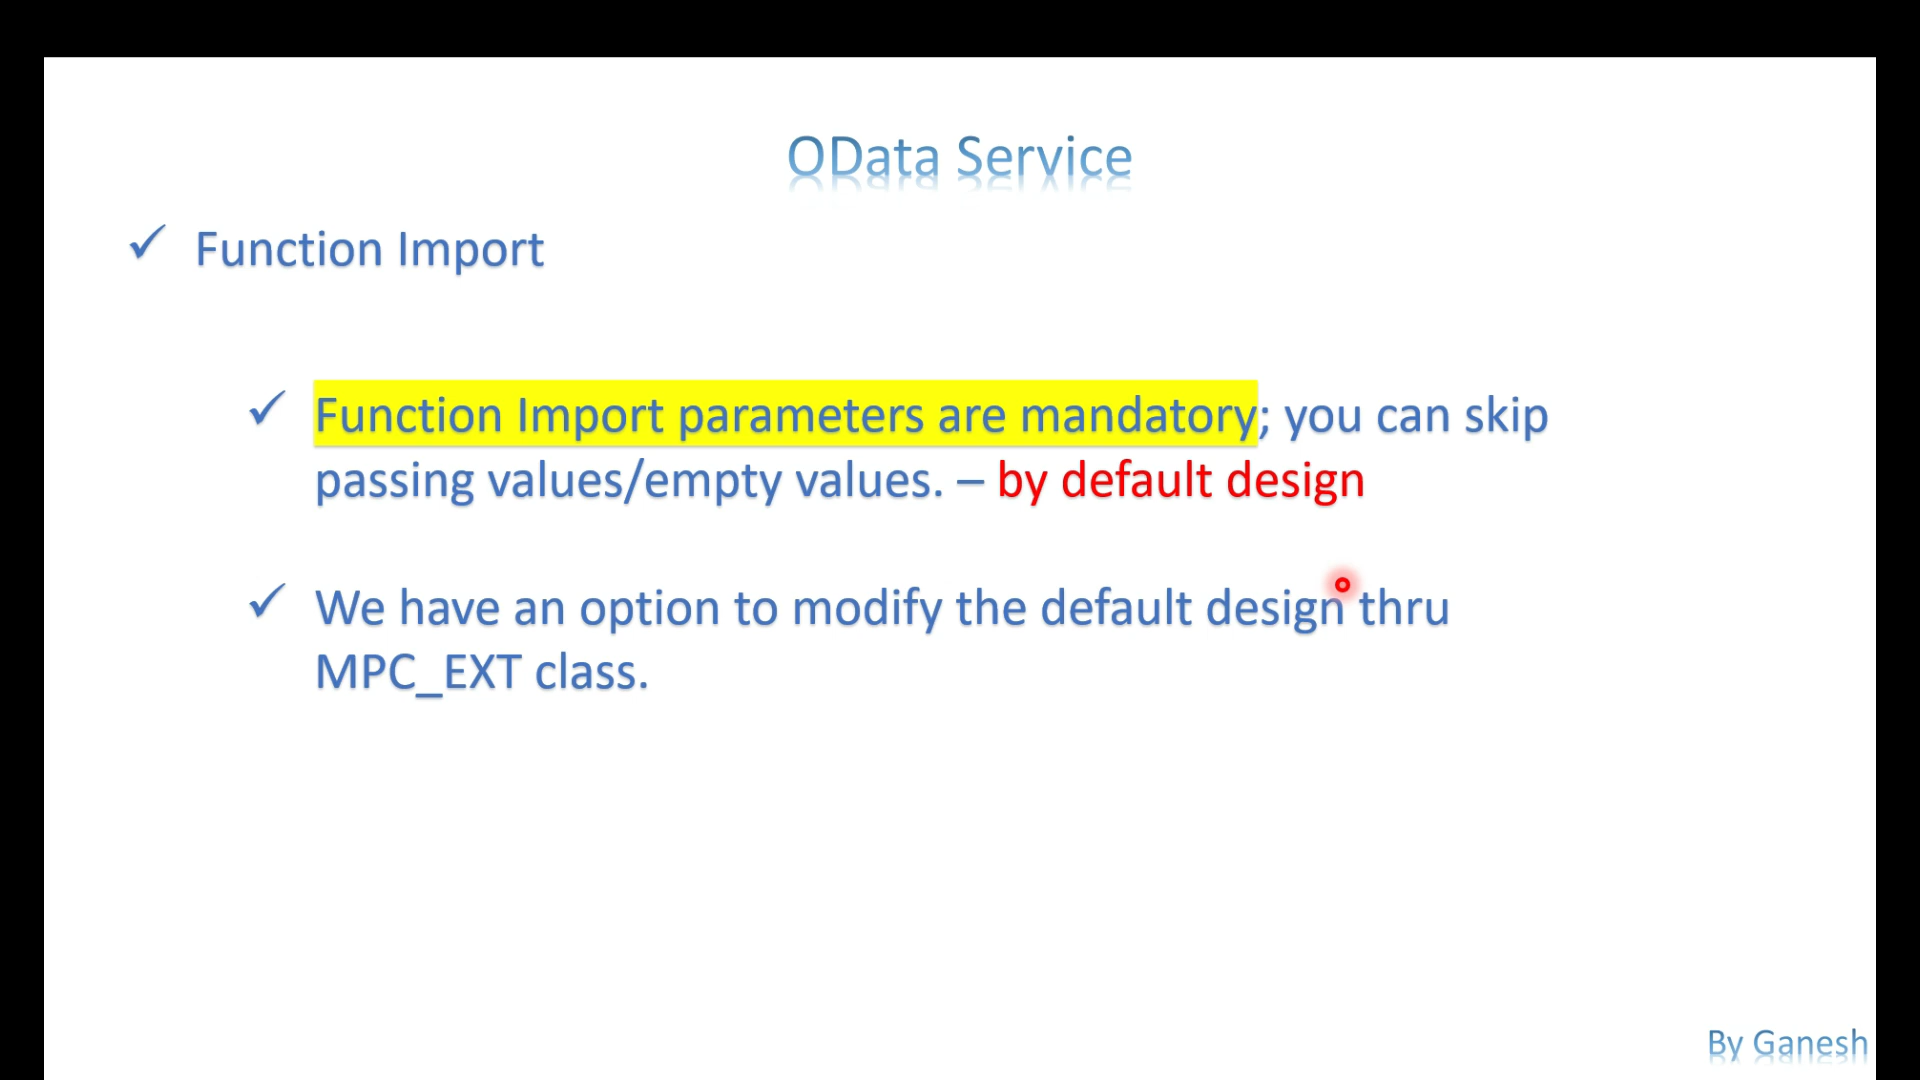 OData Service
✓ Function Import
✓ Function Import parameters are mandatory; you can skip
passing values/empty values. – by default design
✓ We have an option to modify the default design thru
MPC_EXT class.
By Ganesh